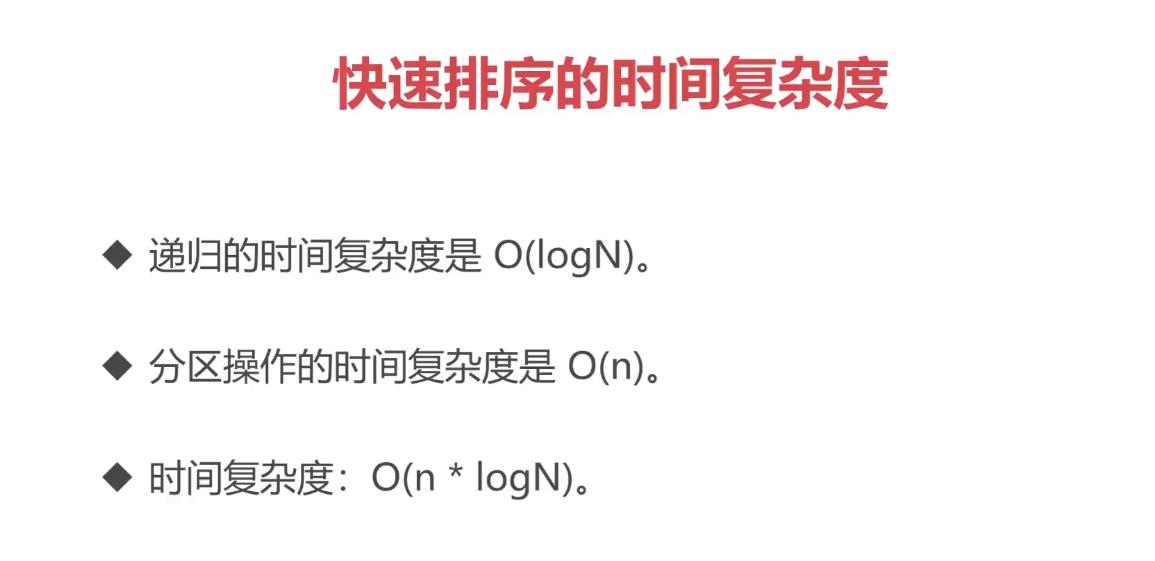 快速排序的时间复杂度
◆ 递归的时间复杂度是 O(logN)。
◆ 分区操作的时间复杂度是 O(n)。
◆ 时间复杂度：O(n * logN)。